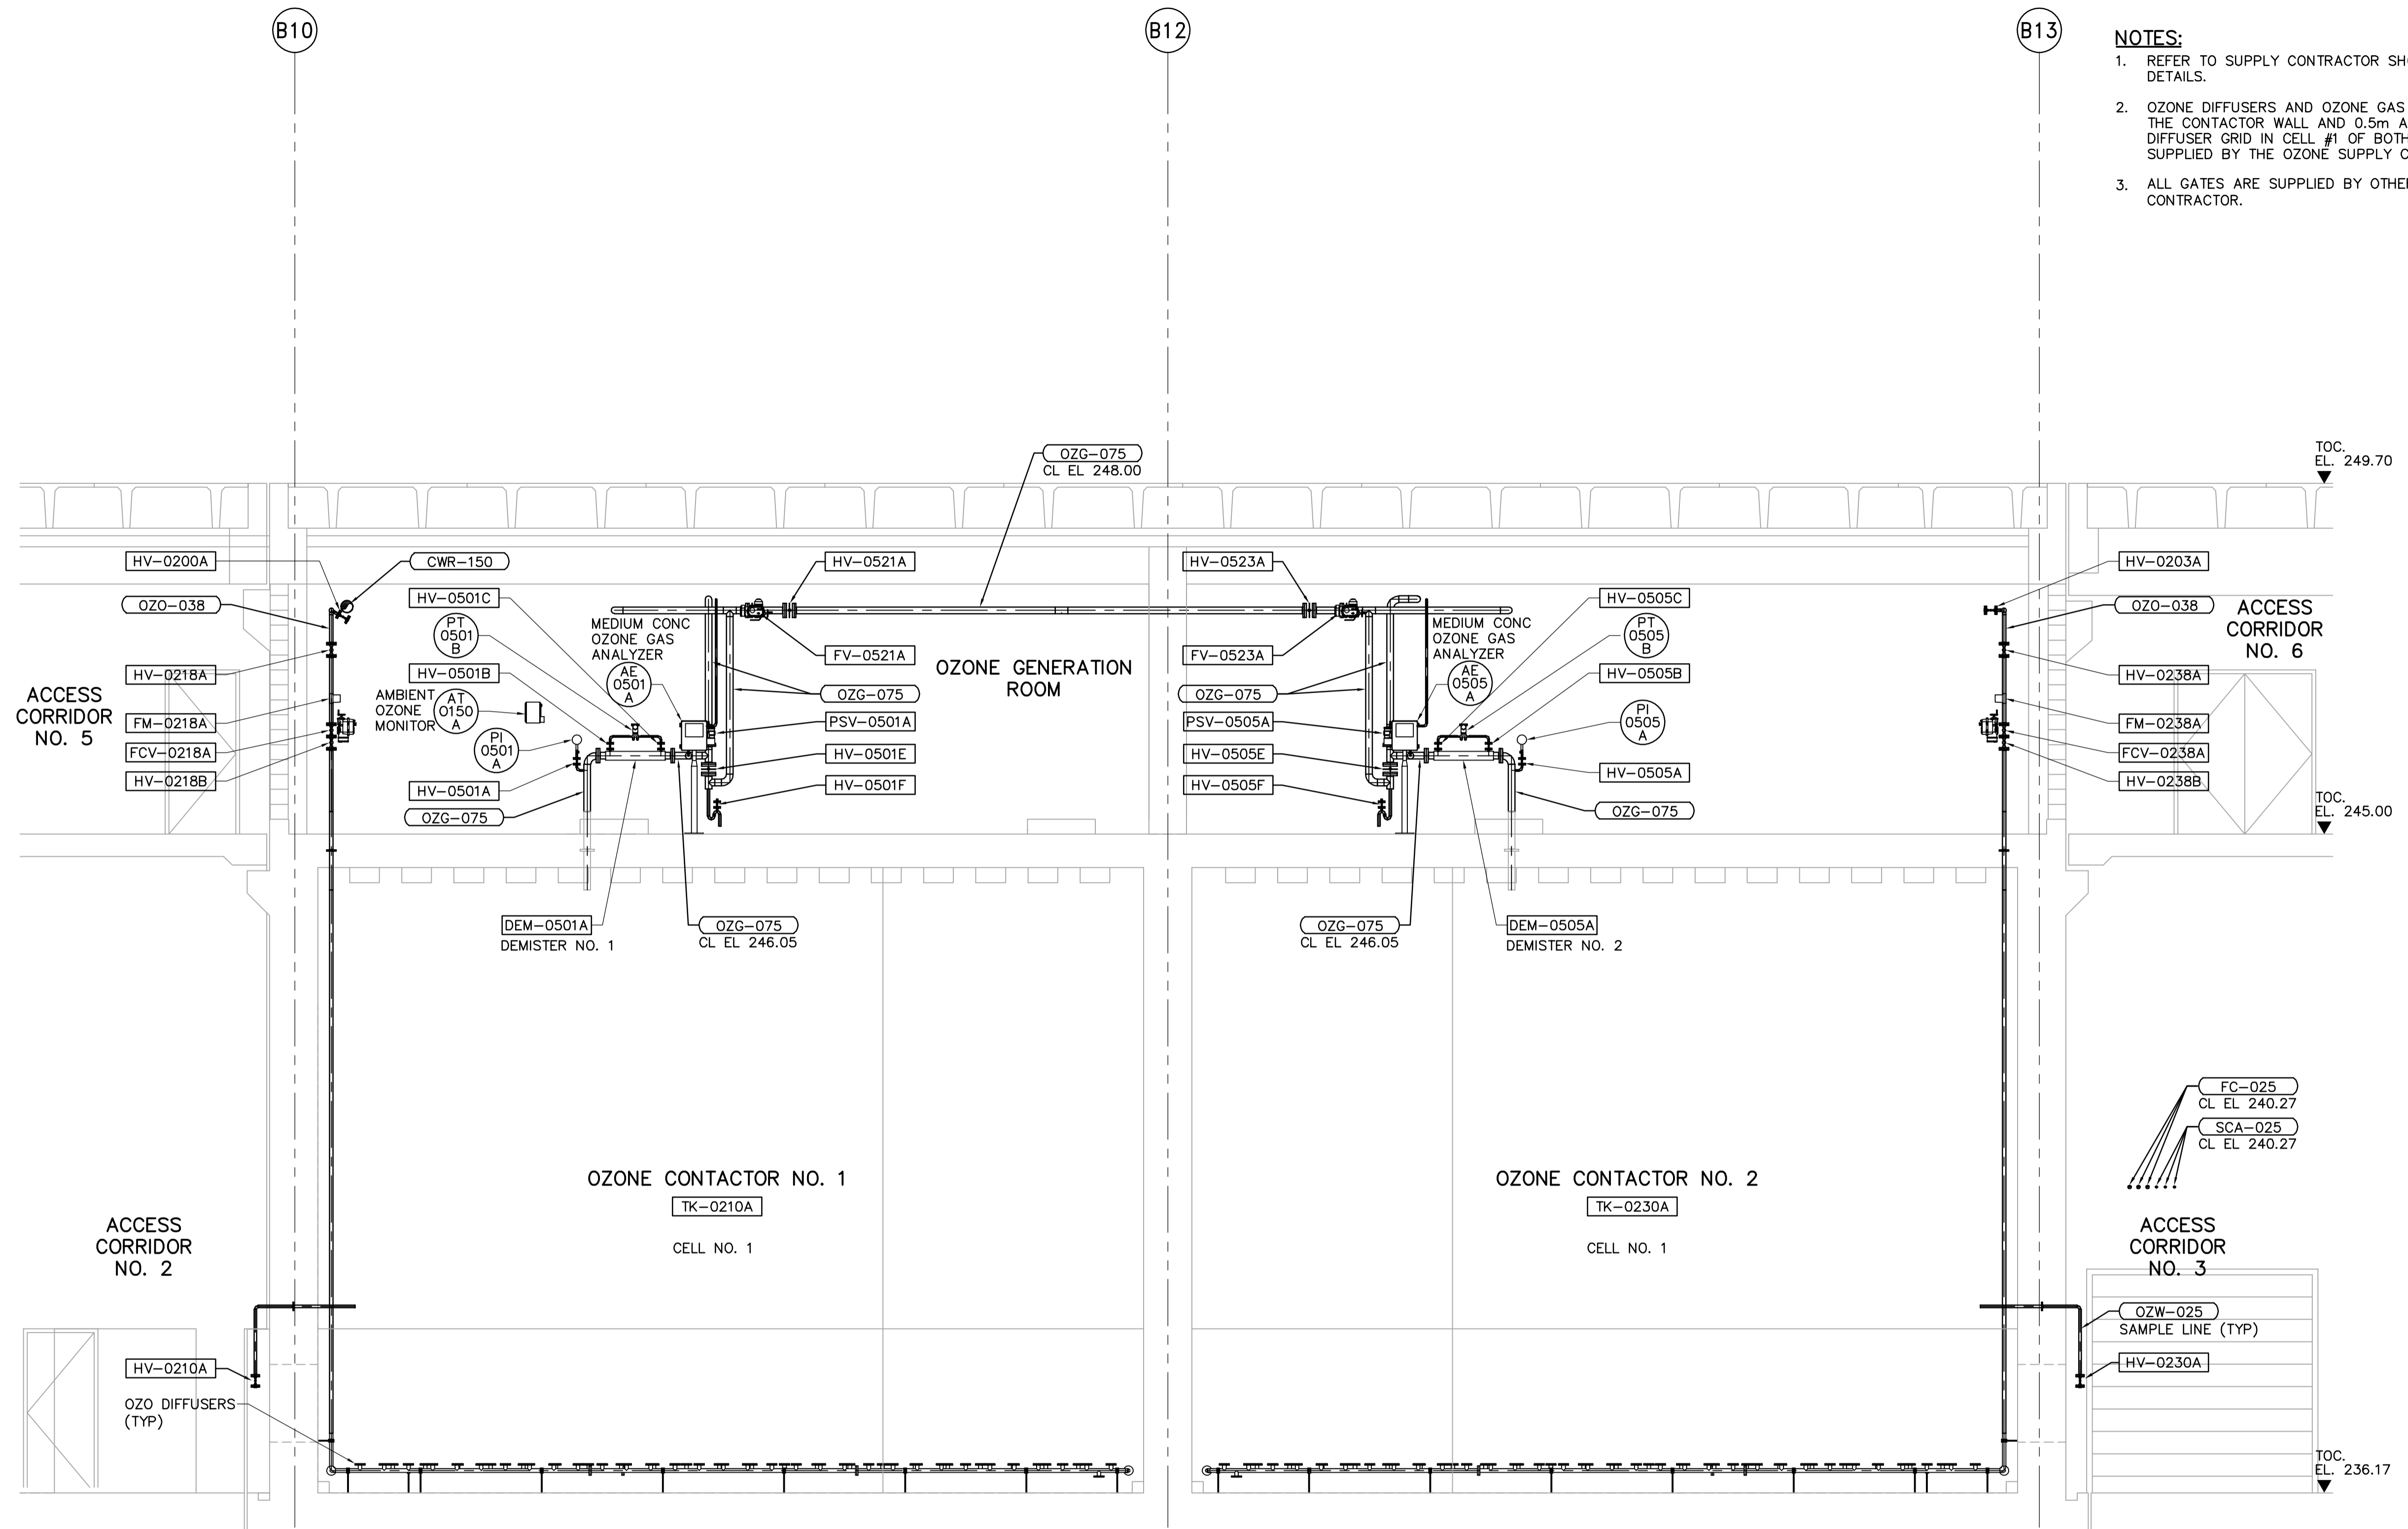 B10
B12
B13
NOTES:
1. REFER TO SUPPLY CONTRACTOR
DETAILS.
2. OZONE DIFFUSERS AND OZONE GAS
THE CONTACTOR WALL AND 0.5m
DIFFUSER GRID IN CELL #1 OF BOTH
SUPPLIED BY THE OZONE SUPPLY
3. ALL GATES ARE SUPPLIED BY
CONTRACTOR.
OZG-075
CL EL 248.00
TOC.
EL. 249.70
HV-0200A
CWR-150
HV-0521A
HV-0523A
HV-0203A
OZO-038
HV-0501C
HV-0505C
OZO-038
ACCESS
CORRIDOR
NO. 6
PT
0501
B
MEDIUM CONC
OZONE GAS
ANALYZER
AE
0501
A
FV-0521A
OZONE GENERATION
ROOM
FV-0523A
MEDIUM CONC
OZONE GAS
ANALYZER
AE
0505
A
PT
0505
B
HV-0218A
HV-0501B
HV-0505B
HV-0238A
ACCESS
CORRIDOR
NO. 5
AMBIENT
OZONE
MONITOR
AT
0150
A
OZG-075
OZG-075
FM-0218A
PSV-0501A
PSV-0505A
PI
0505
A
FM-0238A
PI
0501
A
FCV-0218A
HV-0501E
HV-0505E
FCV-0238A
HV-0218B
HV-0501A
HV-0501F
HV-0505F
HV-0505A
HV-0238B
OZG-075
OZG-075
TOC.
EL. 245.00
DEM-0501A
DEMISTER NO. 1
OZG-075
CL EL 246.05
OZG-075
CL EL 246.05
DEM-0505A
DEMISTER NO. 2
FC-025
CL EL 240.27
SCA-025
CL EL 240.27
OZONE CONTACTOR NO. 1
TK-0210A
CELL NO. 1
OZONE CONTACTOR NO. 2
TK-0230A
CELL NO. 1
ACCESS
CORRIDOR
NO. 2
ACCESS
CORRIDOR
NO. 3
OZW-025
SAMPLE LINE (TYP)
HV-0210A
HV-0230A
OZO DIFFUSERS
(TYP)
TOC.
EL. 236.17